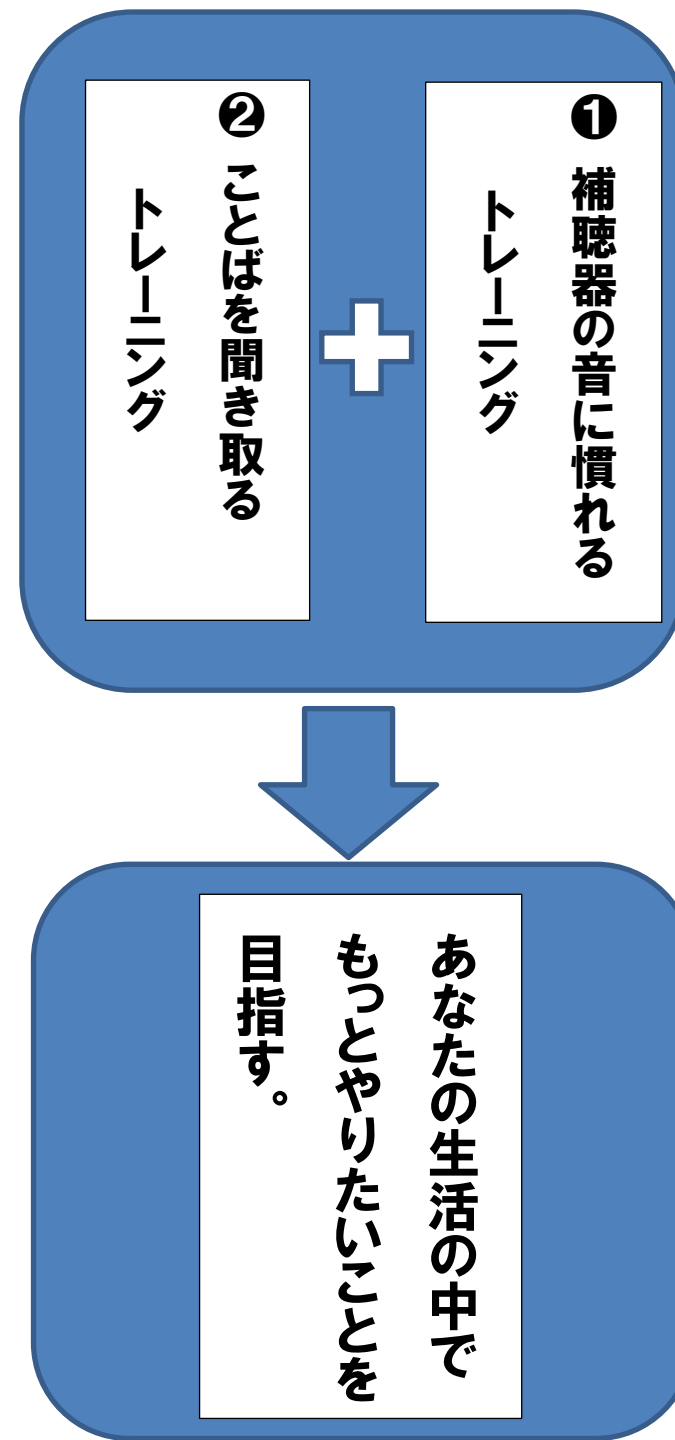 ❶ 補聴器の音に慣れる
トレーニング
❷ ことばを聞き取る
トレーニング
あなたの生活の中で
もっとやりたいことを
目指す。